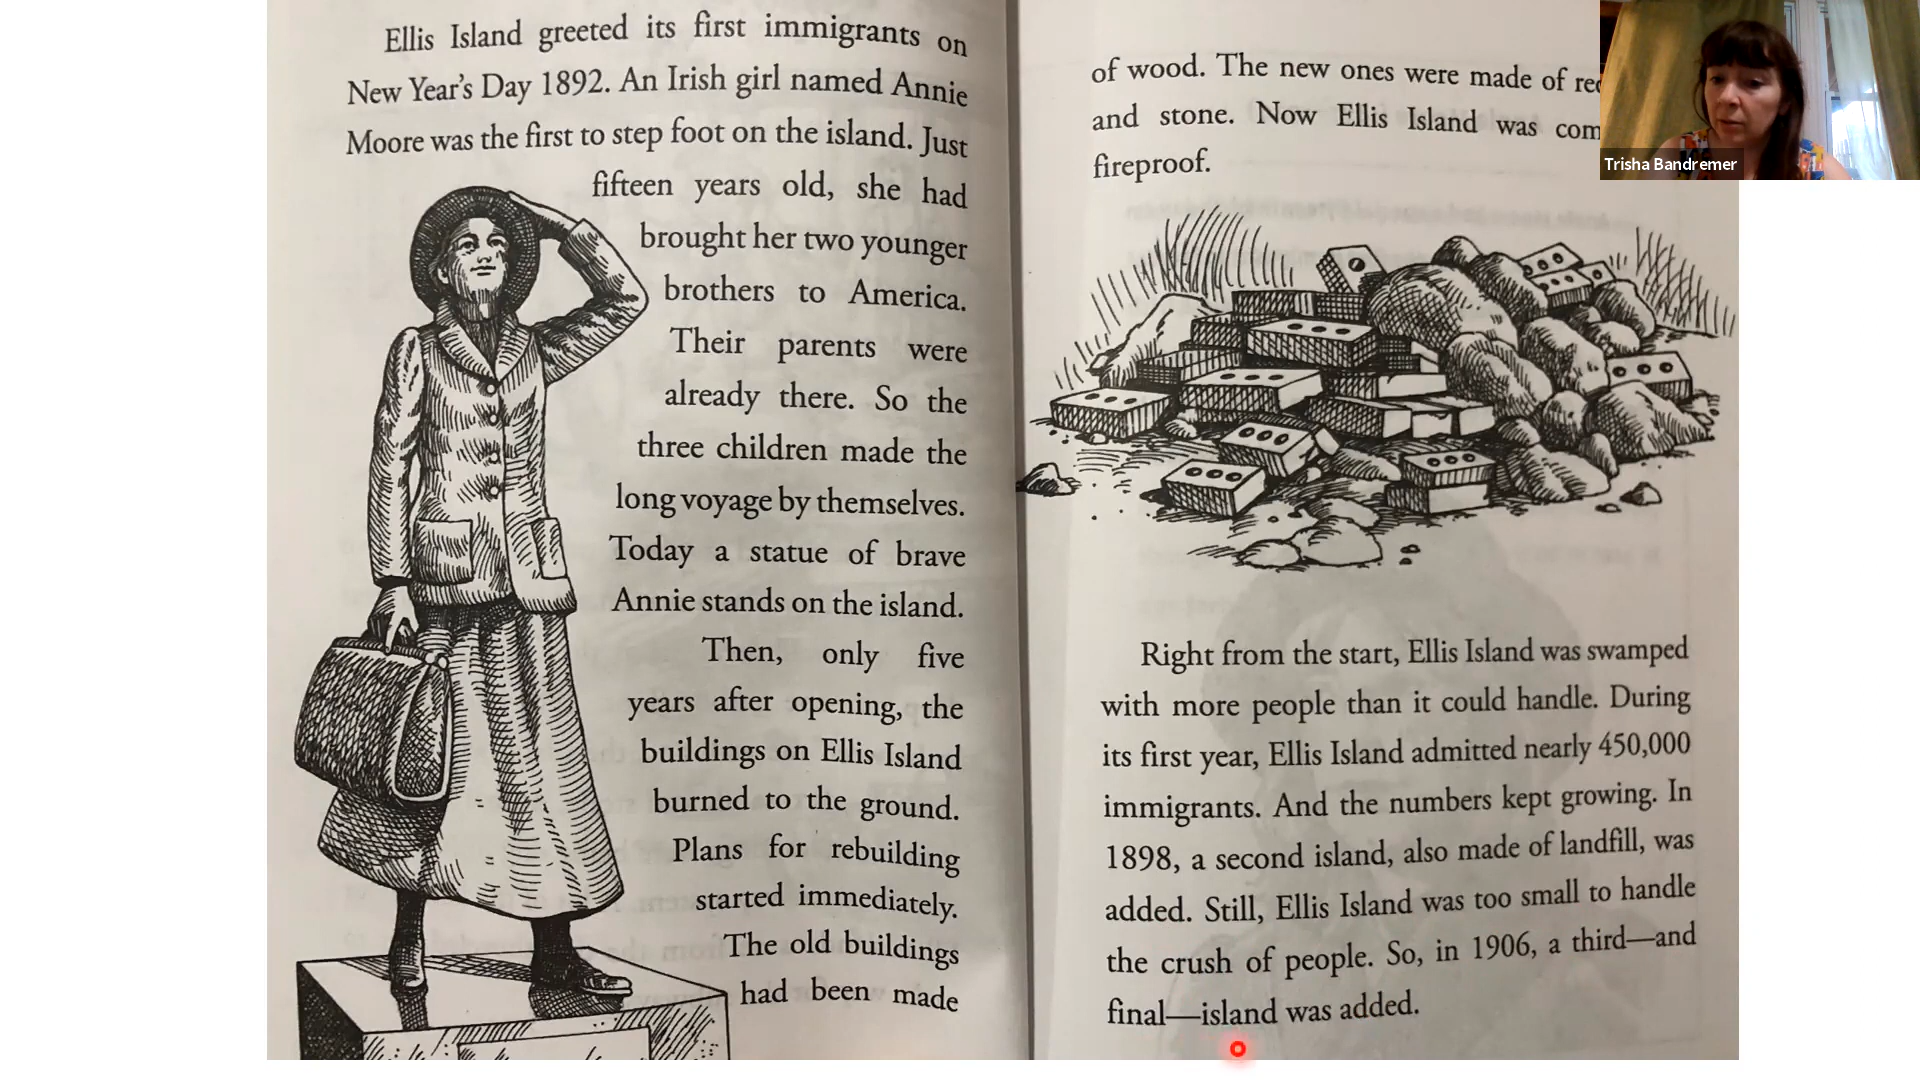 Ellis Island greeted its first immigrants on
New Year's Day 1892. An Irish girl named Annie
Moore was the first to step foot on the island. Just
fifteen years old, she had
brought her two younger
brothers to America.
Their parents were
already there. So the
three children made the
long voyage by themselves.
Today a statue of brave
Annie stands on the island.
Then, only five
years after opening, the
buildings on Ellis Island
burned to the ground.
Plans for rebuilding
started immediately.
The old buildings
had been made
of wood. The new ones were made of
and stone. Now Ellis Island was
fireproof.
Right from the start, Ellis Island was swamped
with more people than it could handle. During
its first year, Ellis Island admitted nearly 450,000
immigrants. And the numbers kept growing. In
1898, a second island, also made of landfill, was
added. Still, Ellis Island was too small to handle
the crush of people. So, in 1906, a third—and
final—island was added.
Trisha Bandremer